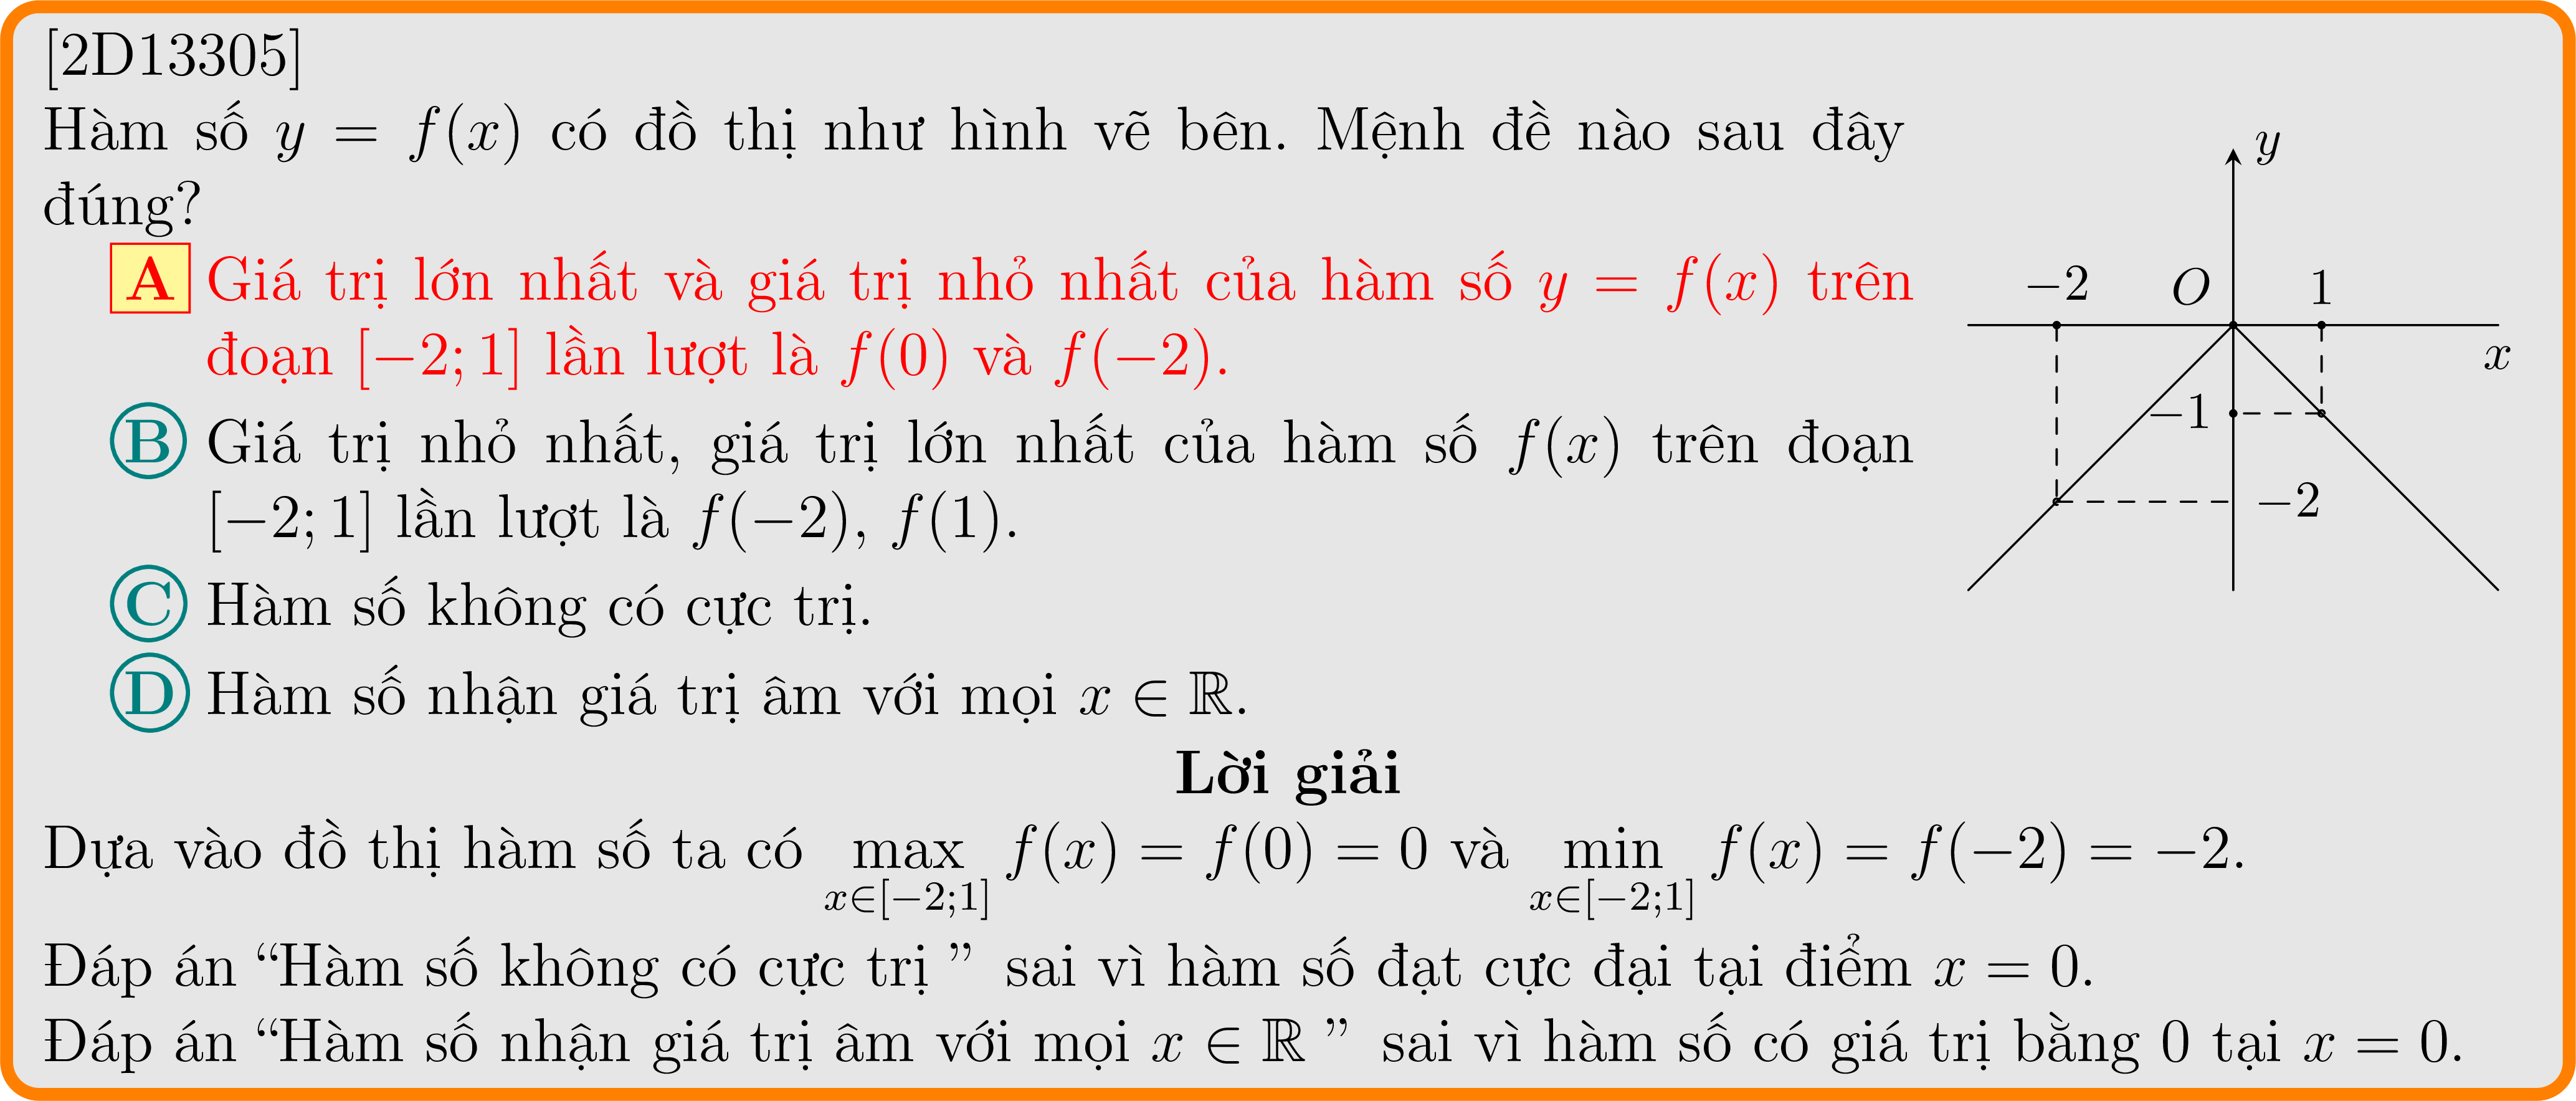 [2D13305]
Hàm số y = f(x) có đồ thị như hình vẽ bên. Mệnh đề nào sau đây
đúng?
A Giá trị lớn nhất và giá trị nhỏ nhất của hàm số y = f(x) trên
đoạn [−2; 1] lần lượt là f(0) và f(−2).
B Giá trị nhỏ nhất, giá trị lớn nhất của hàm số f(x) trên đoạn
[−2; 1] lần lượt là f(−2), f(1).
C Hàm số không có cực trị.
D Hàm số nhận giá trị âm với mọi x ∈ ℝ.
y
−2 O 1
x
−1
−2
Lời giải
Dựa vào đồ thị hàm số ta có max f(x) = f(0) = 0 và min f(x) = f(−2) = −2.
x∈[−2;1] x∈[−2;1]
Đáp án “Hàm số không có cực trị ” sai vì hàm số đạt cực đại tại điểm x = 0.
Đáp án “Hàm số nhận giá trị âm với mọi x ∈ ℝ ” sai vì hàm số có giá trị bằng 0 tại x = 0.